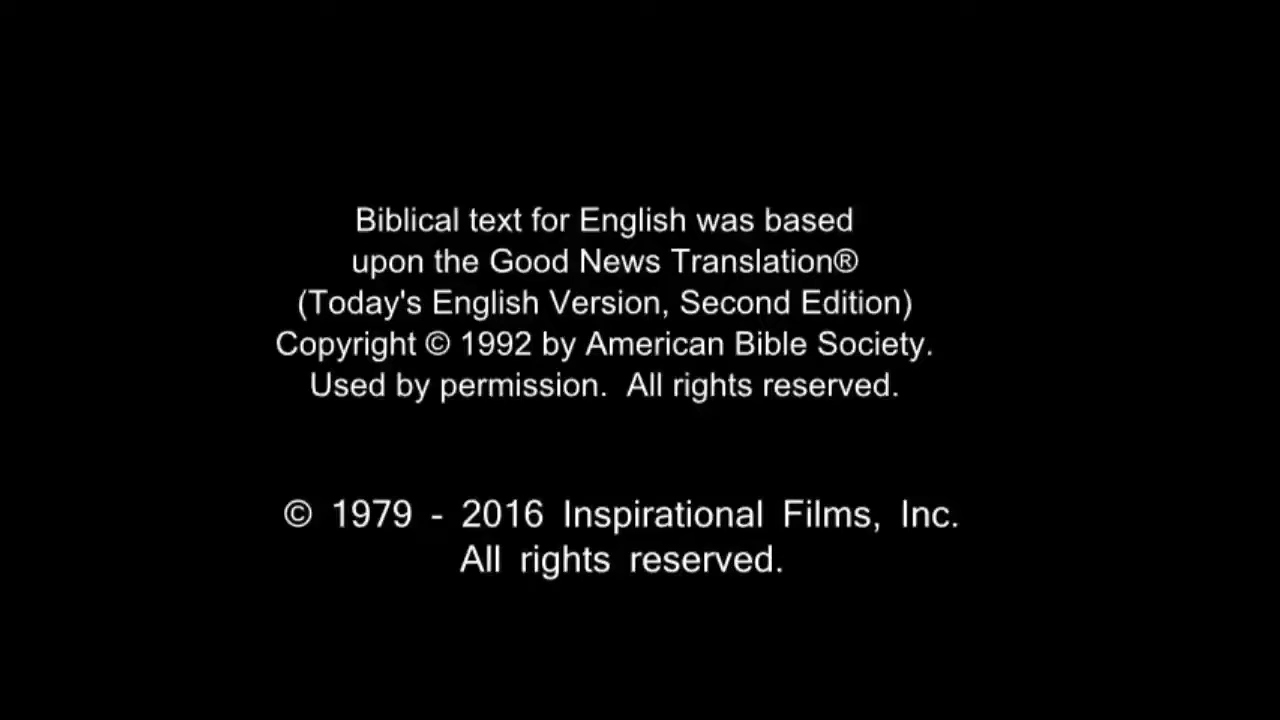 Biblical text for English was based
upon the Good News Translation®
(Today's English Version, Second Edition)
Copyright © 1992 by American Bible Society.
Used by permission.  All rights reserved.
© 1979 - 2016 Inspirational Films, Inc.
All rights reserved.